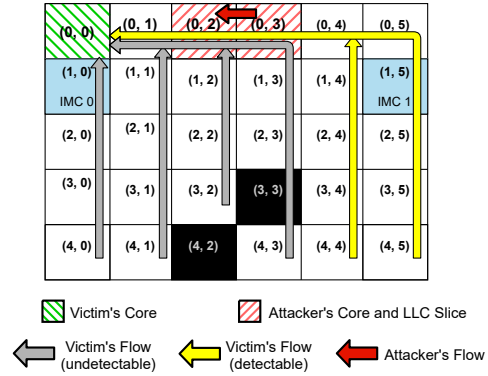 (0, 0) (0, 1) (0, 2) (0, 3) (0, 4) (0, 5)
(1, 0) (1, 1) (1, 2) (1, 3) (1, 4) (1, 5)
IMC 0 IMC 1
(2, 0) (2, 1) (2, 2) (2, 3) (2, 4) (2, 5)
(3, 0) (3, 1) (3, 2) (3, 3) (3, 4) (3, 5)
(4, 0) (4, 1) (4, 2) (4, 3) (4, 4) (4, 5)
Victim's Core Attacker's Core and LLC Slice
Victim's Flow Victim's Flow Attacker's Flow
(undetectable) (detectable)